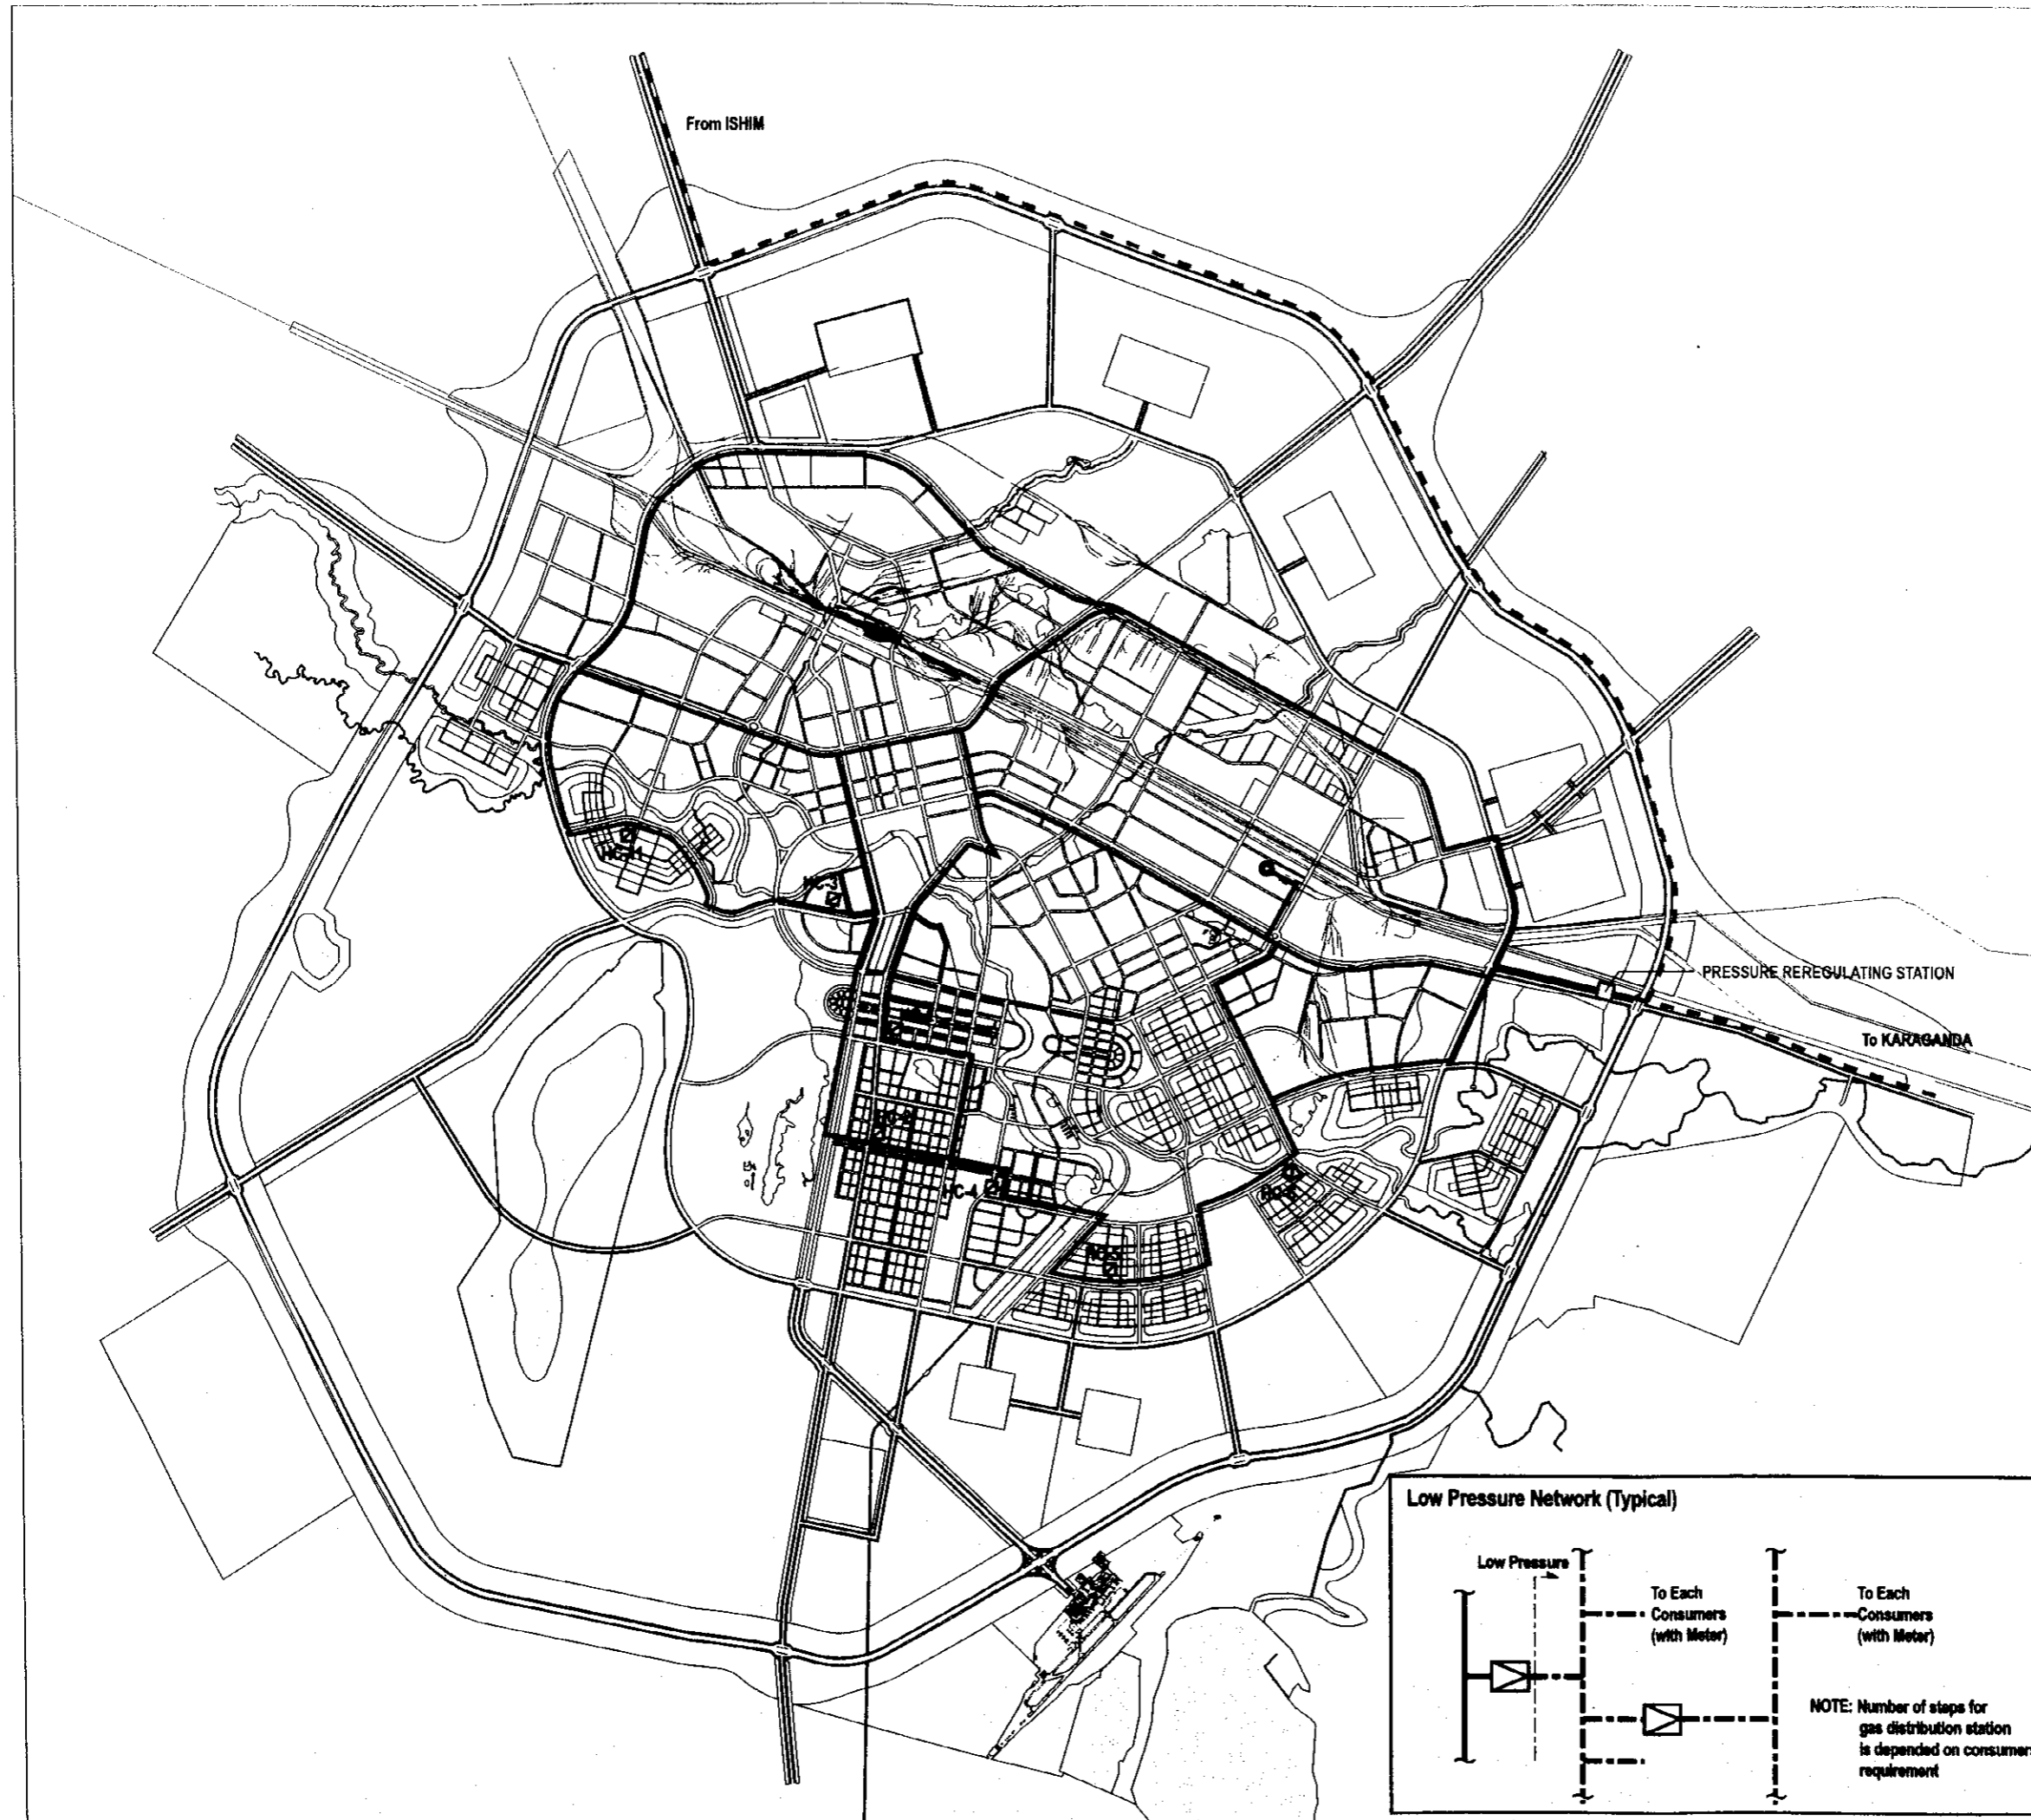 From ISHIM
HC-3
PRESSURE REREGULATING STATION
To KARAGANDA
HC-4
Low Pressure Network (Typical)
Low Pressure
To Each
Consumers
(with Meter)
To Each
Consumers
(with Meter)
NOTE: Number of steps for
gas distribution station
is depended on consumers
requirement